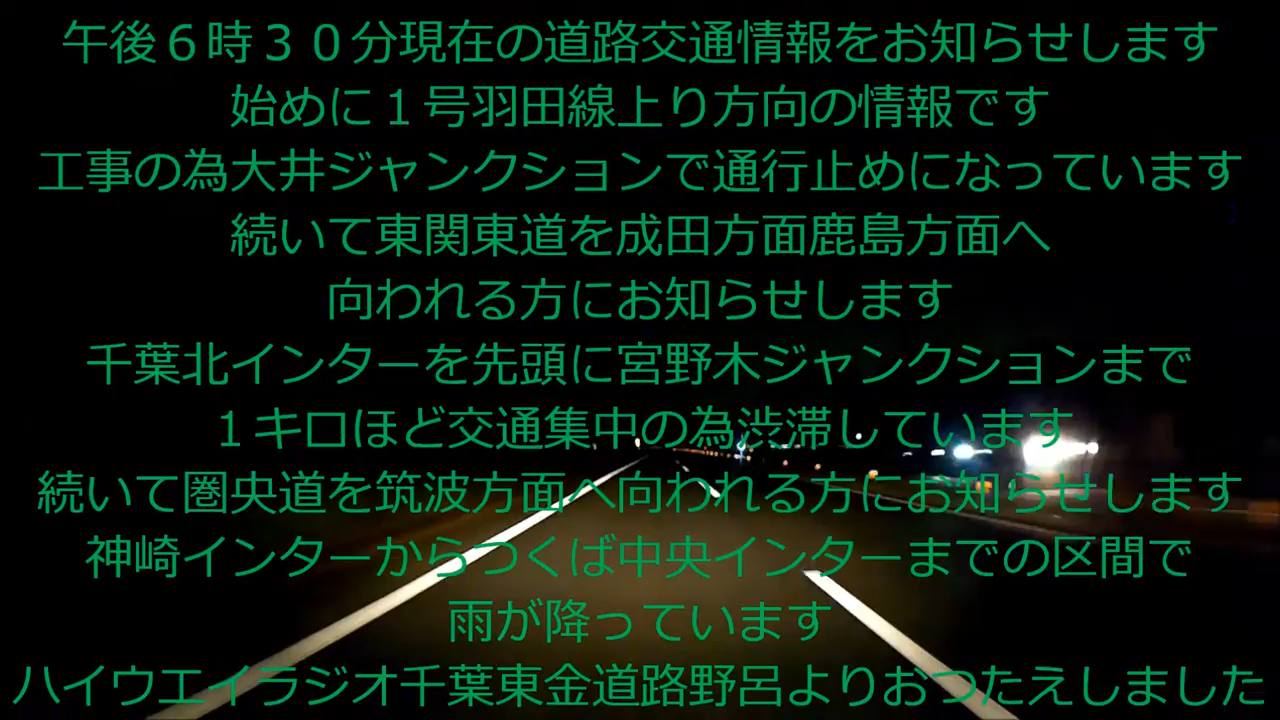 午後６時３０分現在の道路交通情報をお知らせします
始めに１号羽田線上り方向の情報です
工事の為大井ジャンクションで通行止めになっています
続いて東関東道を成田方面鹿島方面へ
向われる方にお知らせします
千葉北インターを先頭に宮野木ジャンクションまで
１キロほど交通集中の為渋滞しています
続いて圏央道を筑波方面へ向われる方にお知らせします
神崎インターからつくば中央インターまでの区間で
雨が降っています
ハイウエイラジオ千葉東金道路野呂よりおつたえしました